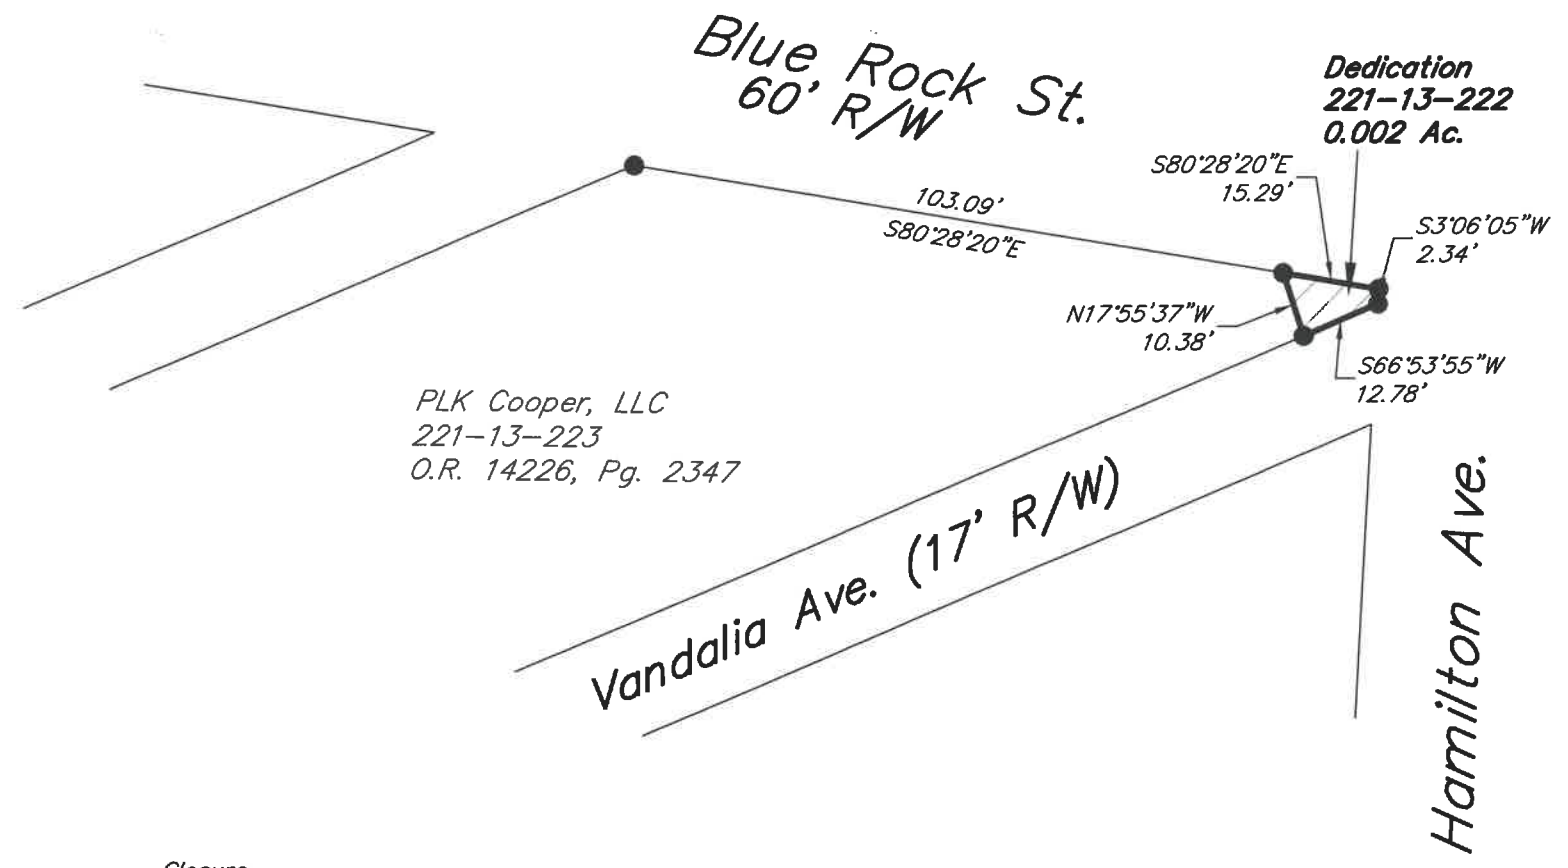 Blue Rock St.
60' R/W
Dedication
221-13-222
0.002 Ac.
S80°28'20"E
15.29'
103.09'
S80°28'20"E
S3°06'05"W
2.34'
N17°55'37"W
10.38'
S66°53'55"W
12.78'
PLK Cooper, LLC
221-13-223
O.R. 14226, Pg. 2347
Vandalia Ave. (17' R/W)
Hamilton Ave.
Closure